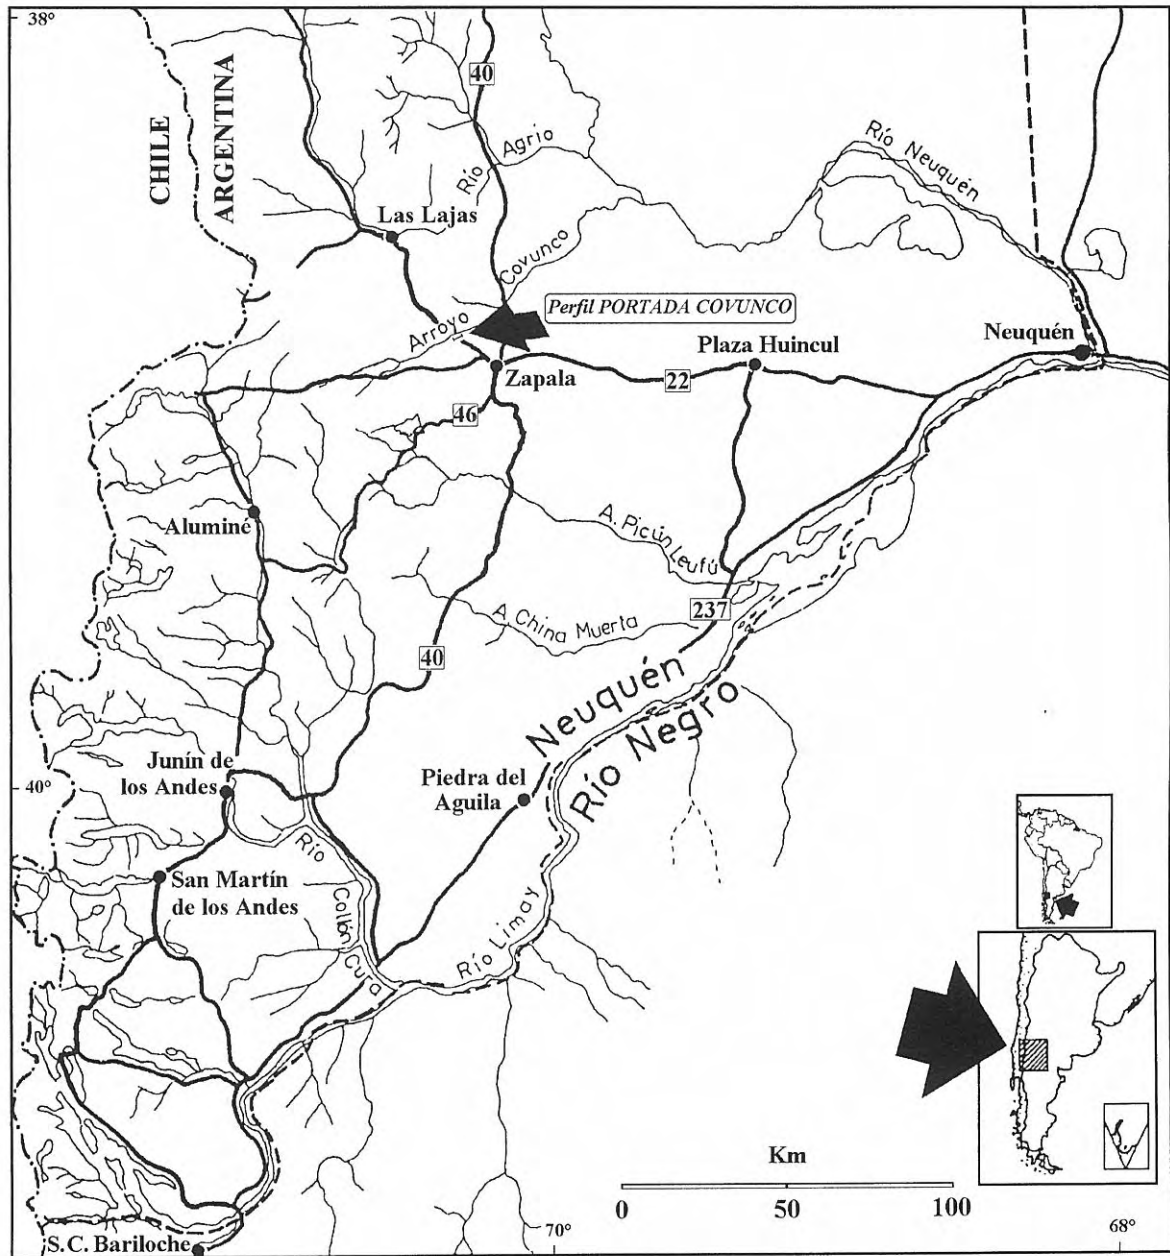 38°
40
CHILE
ARGENTINA
Río Agrio
Río Neuquén
Las Lajas
Covunco
Arroyo
Perfil PORTADA COVUNCO
Neuquén
Plaza Huincul
Zapala
22
46
Aluminé
A. Picún Leufú
A. China Muerta
237
40
Neuquén
Río Negro
Junín de
los Andes
40°
Piedra del
Aguila
Río
Collón
Cura
San Martín
de los Andes
Río Limay
Km
0 50 100
70°
68°
S.C. Bariloche